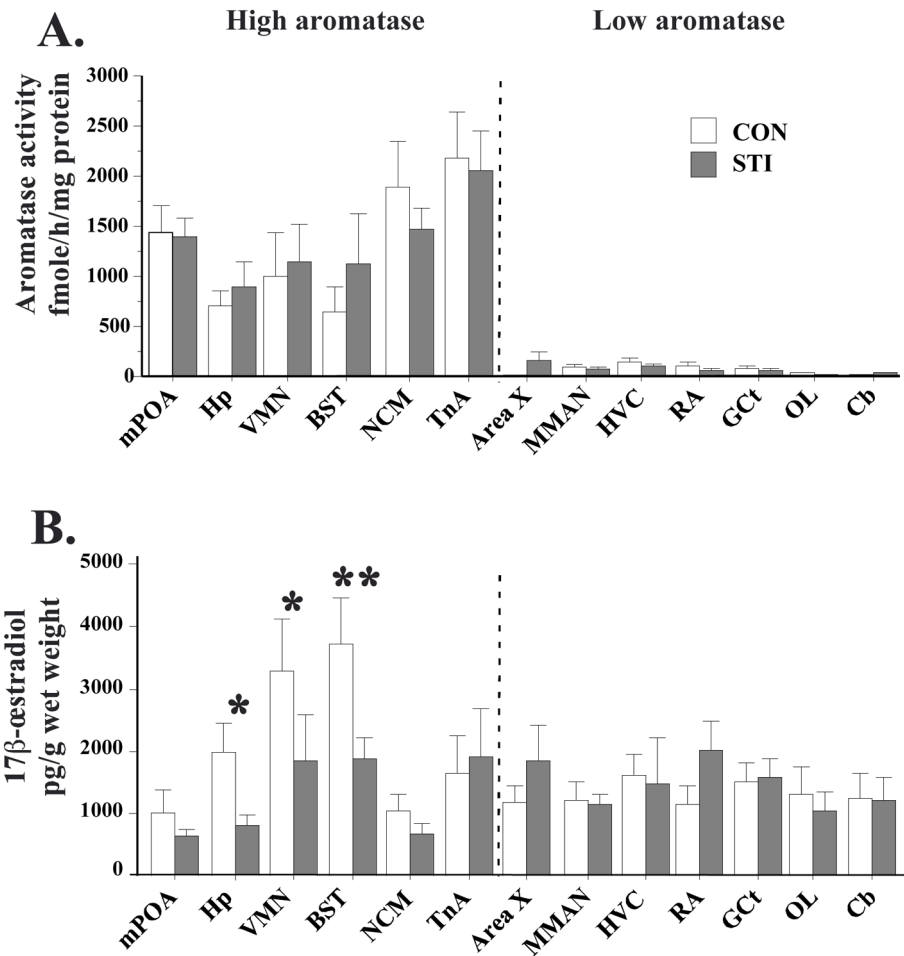 High aromatase
Low aromatase
A.
Aromatase activity
fmole/h/mg protein
3000
2500
2000
1500
1000
500
0
CON
STI
mPOA
Hp
VMN
BST
NCM
TnA
Area X
MMAN
HVC
RA
GCt
OL
Cb
B.
17β-œstradiol
pg/g wet weight
5000
4000
3000
2000
1000
0
*
*
**
mPOA
Hp
VMN
BST
NCM
TnA
Area X
MMAN
HVC
RA
GCt
OL
Cb